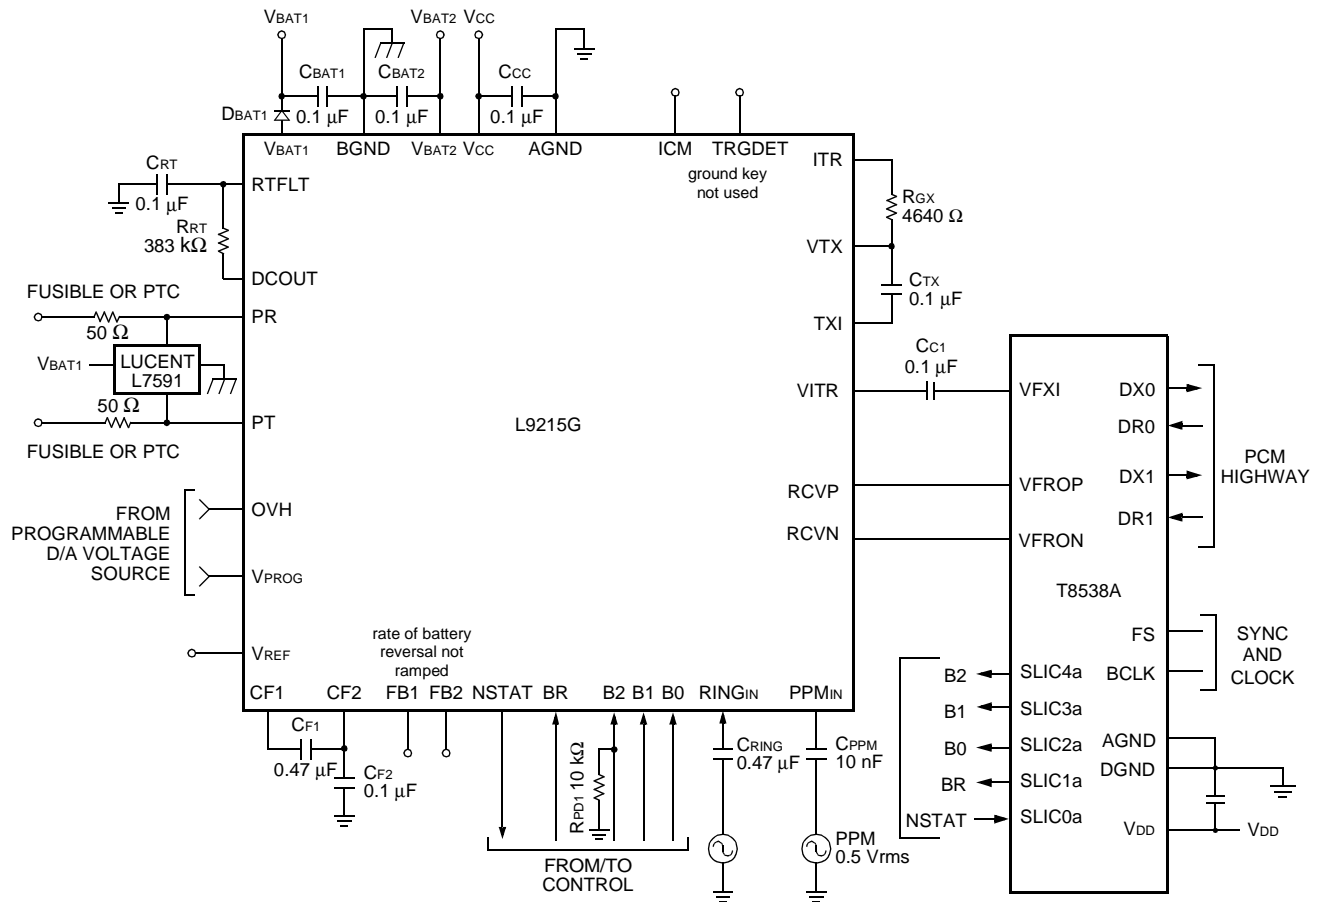 VBAT1
VBAT2
VCC
CBAT1
0.1 µF
CBAT2
0.1 µF
CCC
0.1 µF
DBAT1
VBAT1
BGND
VBAT2
VCC
AGND
ICM
TRGDET
ground key
not used
CRT
0.1 µF
RTFLT
RRT
383 kΩ
DCOUT
FUSIBLE OR PTC
50 Ω
PR
VBAT1
LUCENT
L7591
50 Ω
PT
FUSIBLE OR PTC
FROM
PROGRAMMABLE
D/A VOLTAGE
SOURCE
OVH
VPROG
VREF
L9215G
ITR
RGX
4640 Ω
VTX
CTX
0.1 µF
TXI
CC1
0.1 µF
VITR
RCVP
RCVN
rate of battery
reversal not
ramped
CF1
CF2
FB1
FB2
NSTAT
BR
B2
B1
B0
RINGIN
PPMIN
CF1
0.47 µF
CF2
0.1 µF
RPD1 10 kΩ
FROM/TO
CONTROL
CRING
0.47 µF
CPPM
10 nF
PPM
0.5 Vrms
VFXI
VFROP
VFRON
T8538A
DX0
DR0
DX1
DR1
PCM
HIGHWAY
FS
BCLK
SYNC
AND
CLOCK
B2
SLIC4a
B1
SLIC3a
B0
SLIC2a
BR
SLIC1a
NSTAT
SLIC0a
AGND
DGND
VDD
VDD